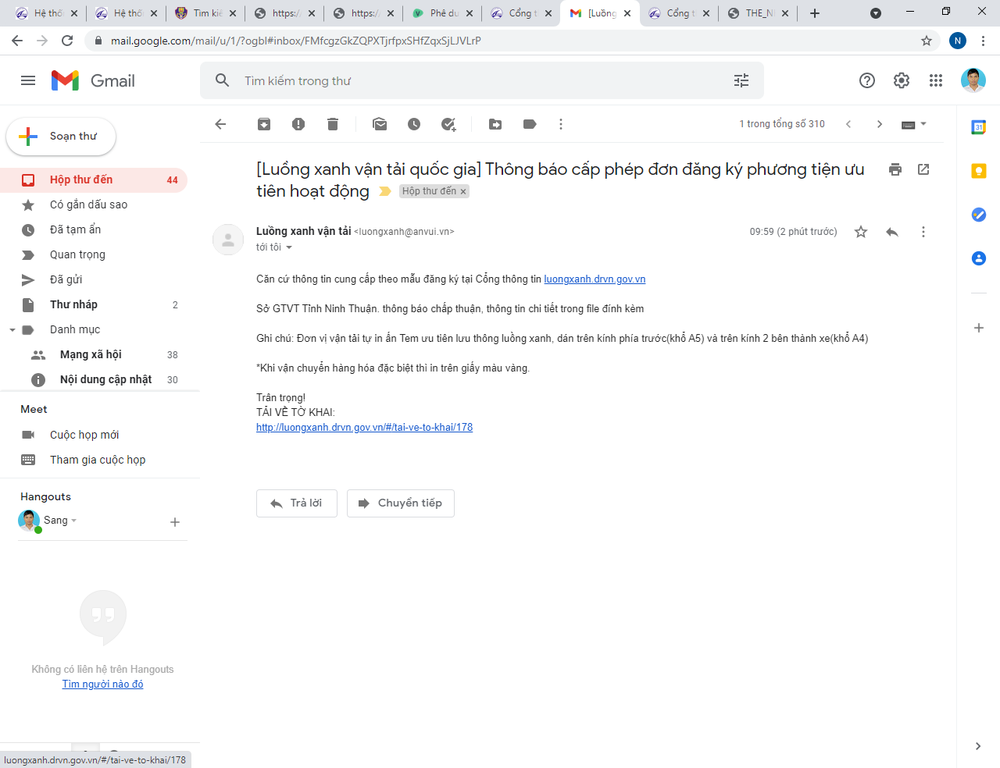 Hệ thố
Hệ thố
Tìm kiế
https:/
https:/
Phê du
Cổng t
[Luồng
Cổng t
THE_N
mail.google.com/mail/u/1/?ogbl#inbox/FMfcgzGkZQPXTjrfpxSHfZqxSjLJVLrP
N
Gmail
Tìm kiếm trong thư
Soạn thư
1 trong tổng số 310
31
Hộp thư đến 44
Có gắn dấu sao
Đã tạm ẩn
Quan trọng
Đã gửi
Thư nháp 2
Danh mục
Mạng xã hội 38
Nội dung cập nhật 30
Meet
Cuộc họp mới
Tham gia cuộc họp
Hangouts
Sang
Không có liên hệ trên Hangouts
Tìm người nào đó
luongxanh.drvn.gov.vn/#/tai-ve-to-khai/178
[Luồng xanh vận tải quốc gia] Thông báo cấp phép đơn đăng ký phương tiện ưu
tiên hoạt động Hộp thư đến
Luồng xanh vận tải <luongxanh@anvui.vn> 09:59 (2 phút trước)
tới tôi
Căn cứ thông tin cung cấp theo mẫu đăng ký tại Cổng thông tin luongxanh.drvn.gov.vn
Sở GTVT Tỉnh Ninh Thuận. thông báo chấp thuận, thông tin chi tiết trong file đính kèm
Ghi chú: Đơn vị vận tải tự in ấn Tem ưu tiên lưu thông luồng xanh, dán trên kính phía trước(khổ A5) và trên kính 2 bên thành xe(khổ A4)
*Khi vận chuyển hàng hóa đặc biệt thì in trên giấy màu vàng.
Trân trọng!
TẢI VỀ TỜ KHAI:
http://luongxanh.drvn.gov.vn/#/tai-ve-to-khai/178
Trả lời
Chuyển tiếp